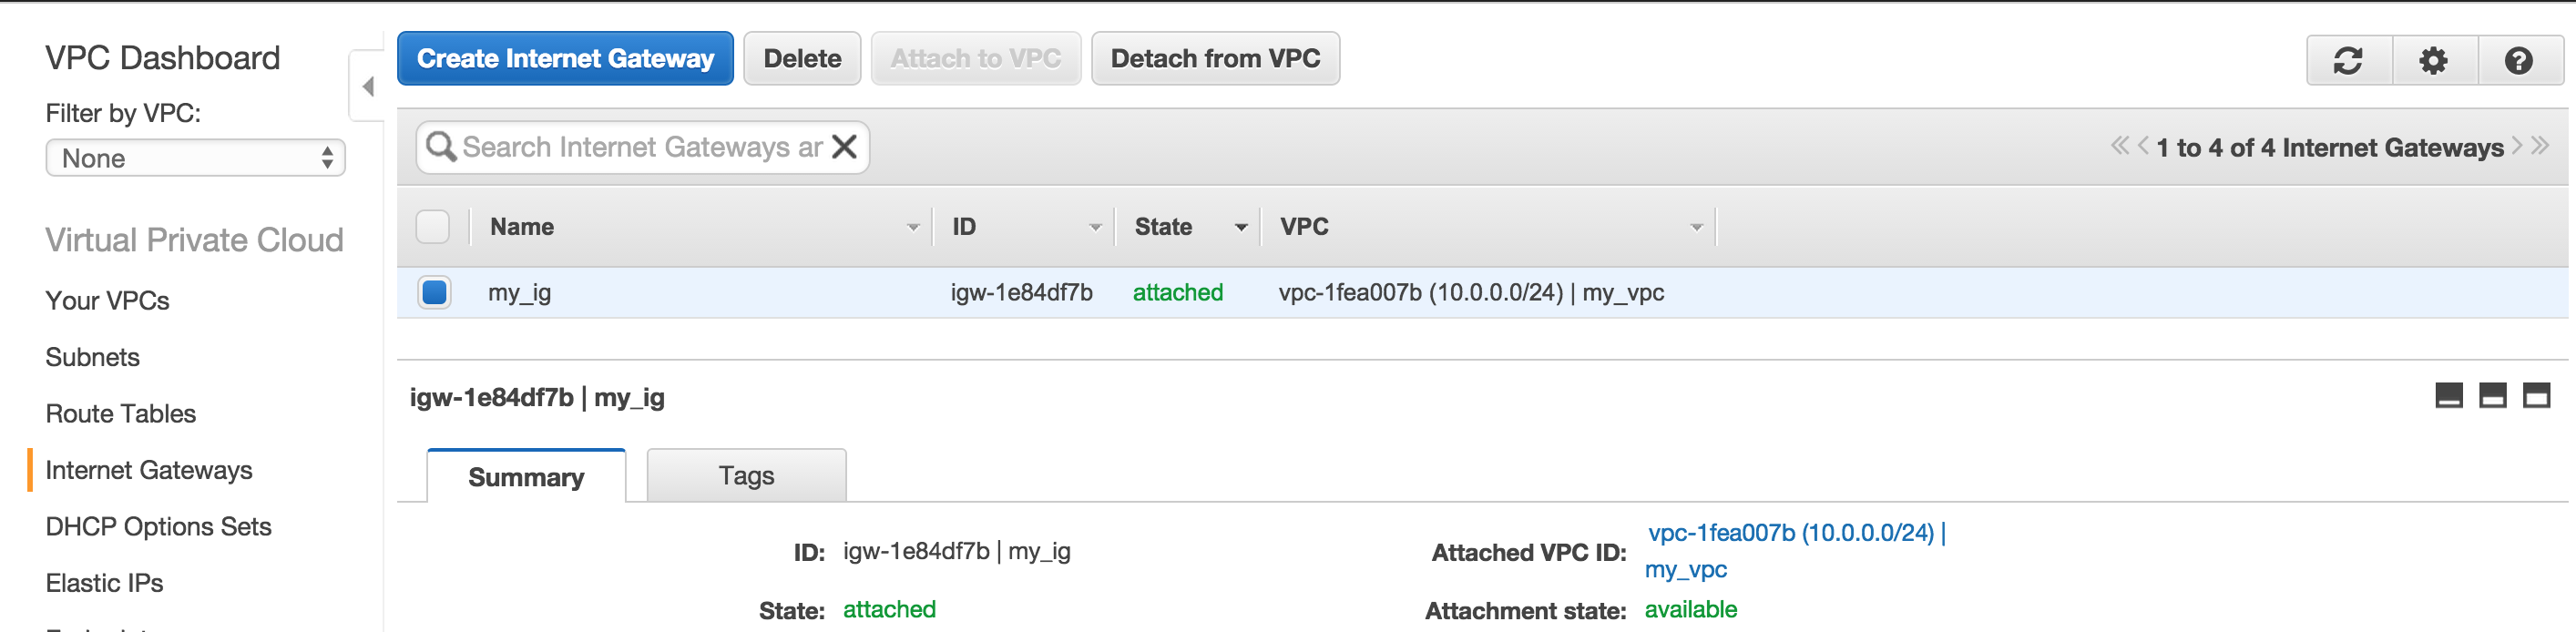 VPC Dashboard
Filter by VPC:
None
Virtual Private Cloud
Your VPCs
Subnets
Route Tables
Internet Gateways
DHCP Options Sets
Elastic IPs
Create Internet Gateway Delete Attach to VPC Detach from VPC
Search Internet Gateways ar
1 to 4 of 4 Internet Gateways
Name ID State VPC
my_ig igw-1e84df7b attached vpc-1fea007b (10.0.0.0/24) | my_vpc
igw-1e84df7b | my_ig
Summary Tags
ID: igw-1e84df7b | my_ig
State: attached
Attached VPC ID: vpc-1fea007b (10.0.0.0/24) |
my_vpc
Attachment state: available